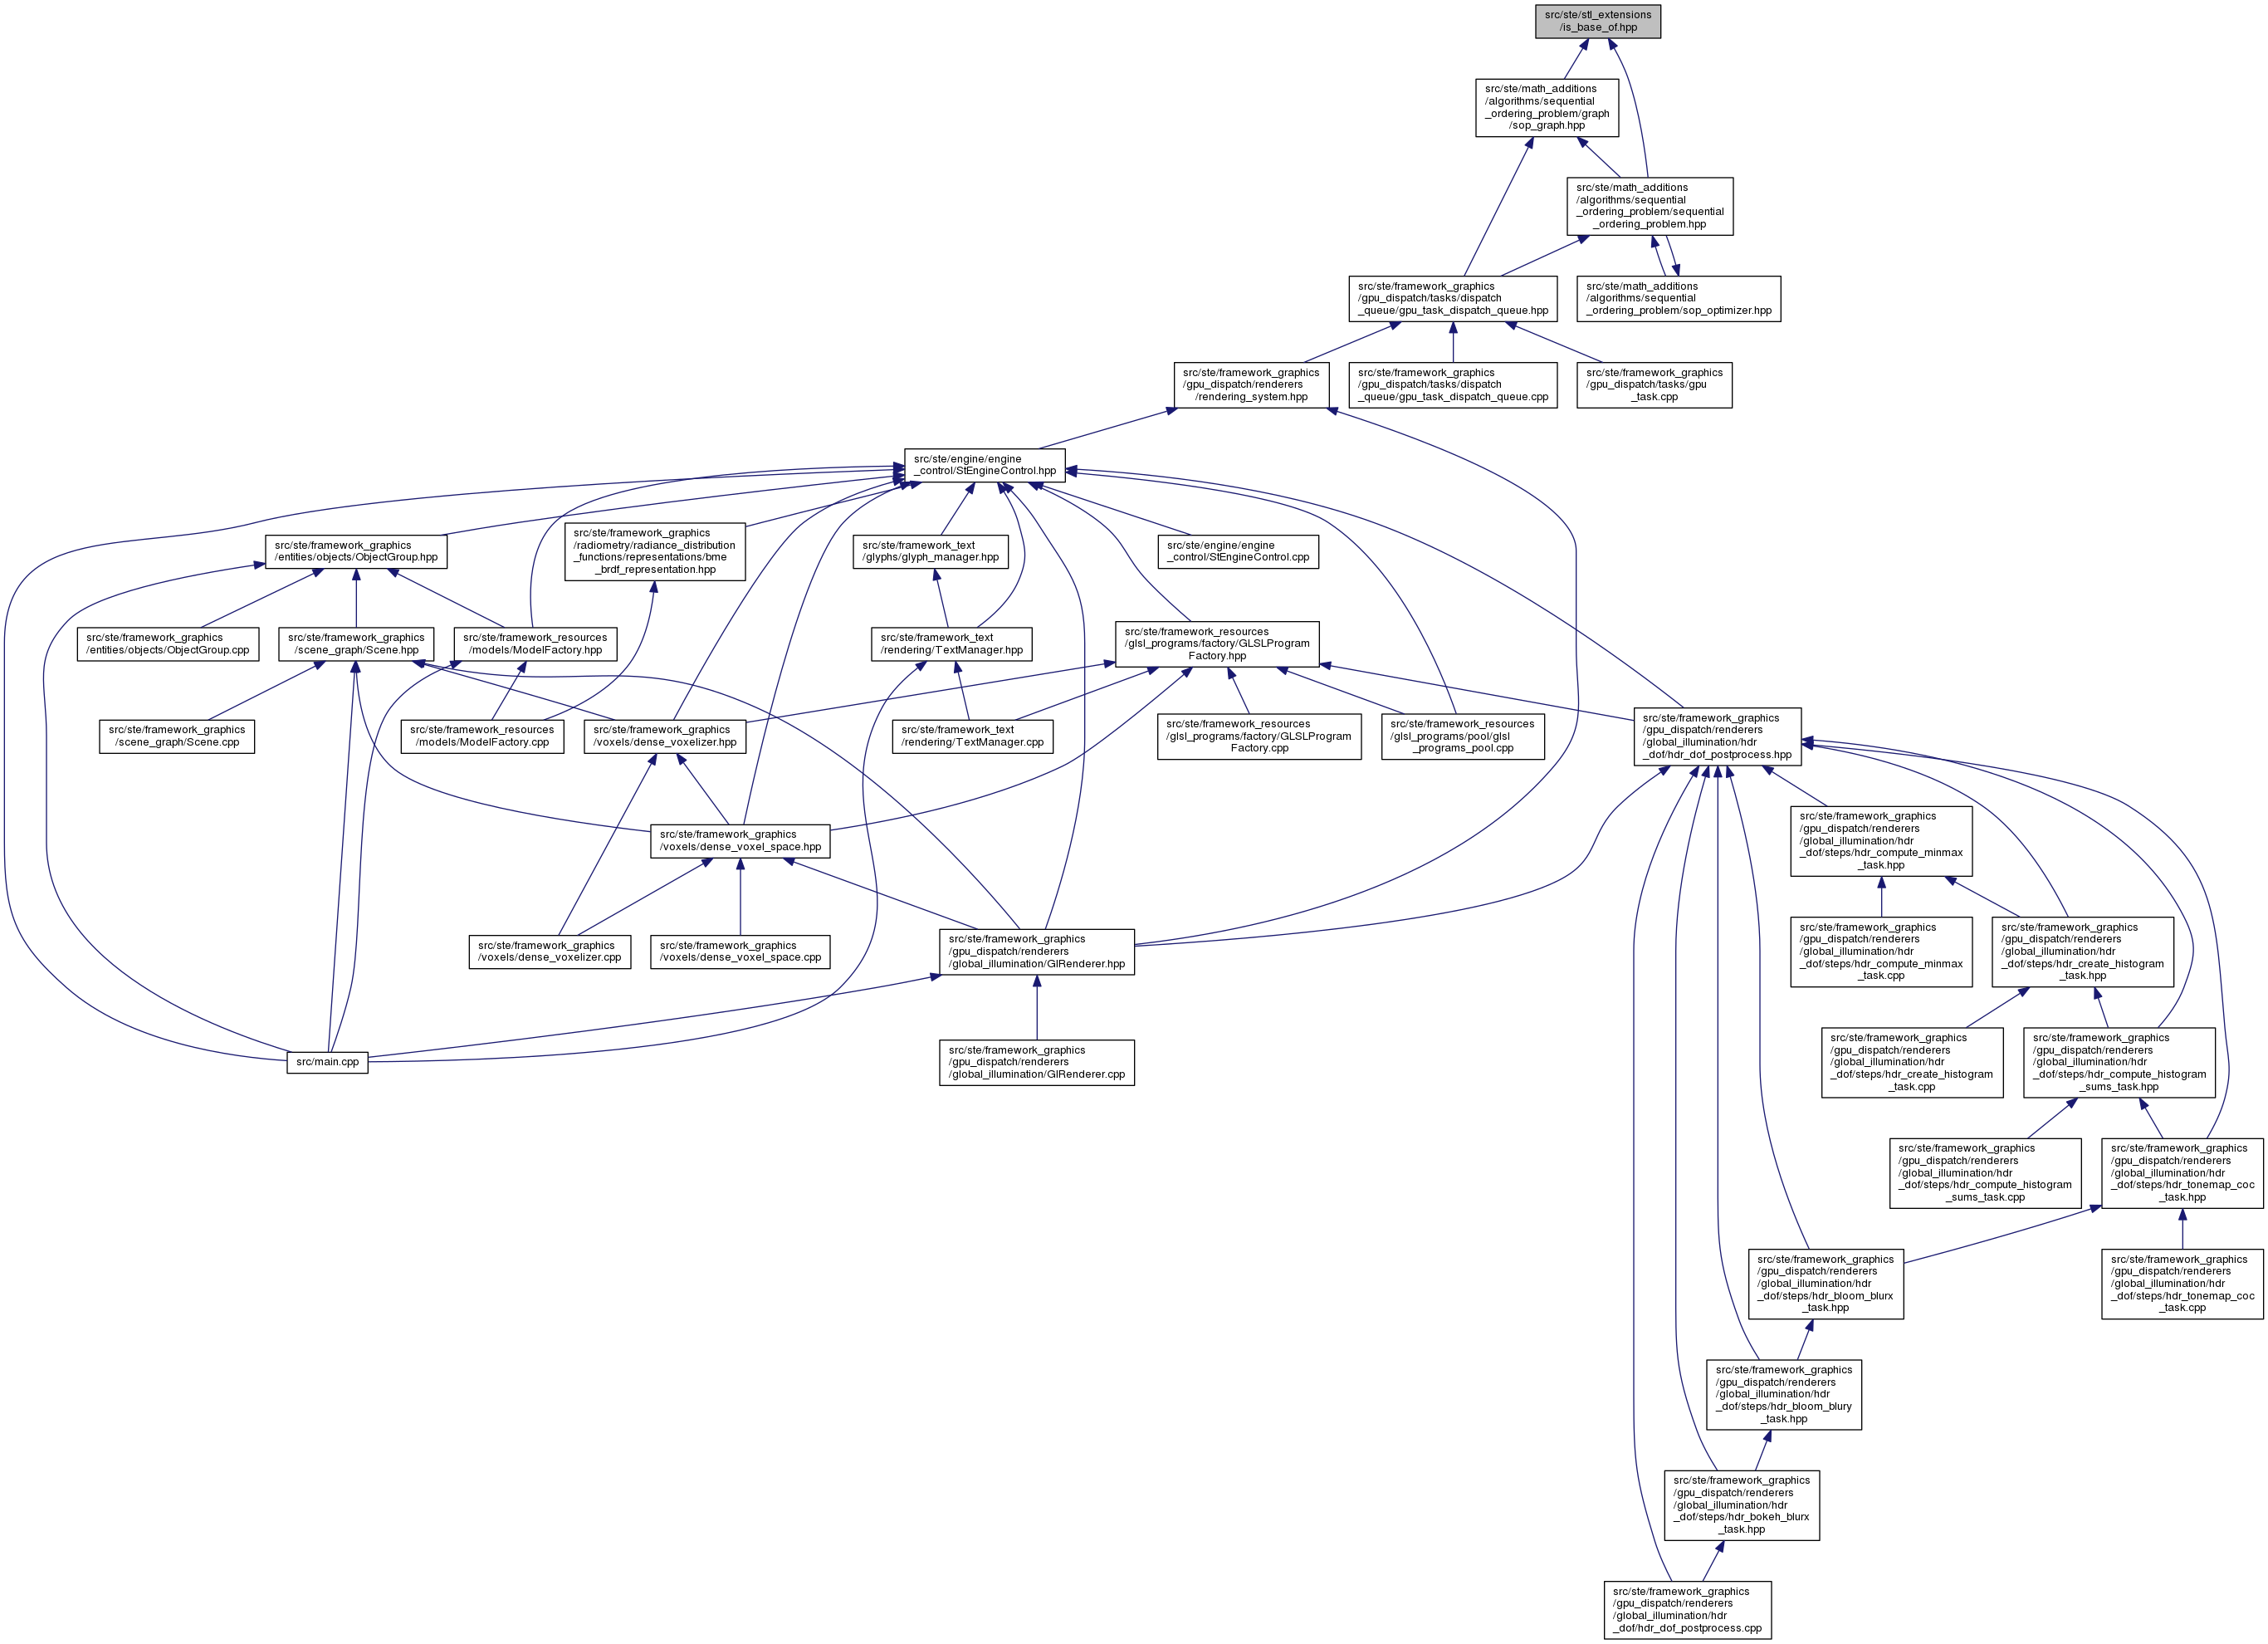 src/ste/stl_extensions
/is_base_of.hpp
src/ste/math_additions
/algorithms/sequential
_ordering_problem/graph
/sop_graph.hpp
src/ste/math_additions
/algorithms/sequential
_ordering_problem/sequential
_ordering_problem.hpp
src/ste/framework_graphics
/gpu_dispatch/tasks/dispatch
_queue/gpu_task_dispatch_queue.hpp
src/ste/math_additions
/algorithms/sequential
_ordering_problem/sop_optimizer.hpp
src/ste/framework_graphics
/gpu_dispatch/renderers
/rendering_system.hpp
src/ste/framework_graphics
/gpu_dispatch/tasks/dispatch
_queue/gpu_task_dispatch_queue.cpp
src/ste/framework_graphics
/gpu_dispatch/tasks/gpu
_task.cpp
src/ste/engine/engine
_control/StEngineControl.hpp
src/ste/framework_graphics
/entities/objects/ObjectGroup.hpp
src/ste/framework_graphics
/radiometry/radiance_distribution
_functions/representations/bme
_brdf_representation.hpp
src/ste/framework_text
/glyphs/glyph_manager.hpp
src/ste/engine/engine
_control/StEngineControl.cpp
src/ste/framework_graphics
/entities/objects/ObjectGroup.cpp
src/ste/framework_graphics
/scene_graph/Scene.hpp
src/ste/framework_resources
/models/ModelFactory.hpp
src/ste/framework_text
/rendering/TextManager.hpp
src/ste/framework_resources
/glsl_programs/factory/GLSLProgram
Factory.hpp
src/ste/framework_graphics
/scene_graph/Scene.cpp
src/ste/framework_resources
/models/ModelFactory.cpp
src/ste/framework_graphics
/voxels/dense_voxelizer.hpp
src/ste/framework_text
/rendering/TextManager.cpp
src/ste/framework_resources
/glsl_programs/factory/GLSLProgram
Factory.cpp
src/ste/framework_resources
/glsl_programs/pool/glsl
_programs_pool.cpp
src/ste/framework_graphics
/gpu_dispatch/renderers
/global_illumination/hdr
_dof/hdr_dof_postprocess.hpp
src/ste/framework_graphics
/voxels/dense_voxel_space.hpp
src/ste/framework_graphics
/gpu_dispatch/renderers
/global_illumination/hdr
_dof/steps/hdr_compute_minmax
_task.hpp
src/ste/framework_graphics
/voxels/dense_voxelizer.cpp
src/ste/framework_graphics
/voxels/dense_voxel_space.cpp
src/ste/framework_graphics
/gpu_dispatch/renderers
/global_illumination/GIRenderer.hpp
src/ste/framework_graphics
/gpu_dispatch/renderers
/global_illumination/hdr
_dof/steps/hdr_compute_minmax
_task.cpp
src/ste/framework_graphics
/gpu_dispatch/renderers
/global_illumination/hdr
_dof/steps/hdr_create_histogram
_task.hpp
src/main.cpp
src/ste/framework_graphics
/gpu_dispatch/renderers
/global_illumination/GIRenderer.cpp
src/ste/framework_graphics
/gpu_dispatch/renderers
/global_illumination/hdr
_dof/steps/hdr_create_histogram
_task.cpp
src/ste/framework_graphics
/gpu_dispatch/renderers
/global_illumination/hdr
_dof/steps/hdr_compute_histogram
_sums_task.hpp
src/ste/framework_graphics
/gpu_dispatch/renderers
/global_illumination/hdr
_dof/steps/hdr_compute_histogram
_sums_task.cpp
src/ste/framework_graphics
/gpu_dispatch/renderers
/global_illumination/hdr
_dof/steps/hdr_tonemap_coc
_task.hpp
src/ste/framework_graphics
/gpu_dispatch/renderers
/global_illumination/hdr
_dof/steps/hdr_bloom_blurx
_task.hpp
src/ste/framework_graphics
/gpu_dispatch/renderers
/global_illumination/hdr
_dof/steps/hdr_tonemap_coc
_task.cpp
src/ste/framework_graphics
/gpu_dispatch/renderers
/global_illumination/hdr
_dof/steps/hdr_bloom_blury
_task.hpp
src/ste/framework_graphics
/gpu_dispatch/renderers
/global_illumination/hdr
_dof/steps/hdr_bokeh_blurx
_task.hpp
src/ste/framework_graphics
/gpu_dispatch/renderers
/global_illumination/hdr
_dof/hdr_dof_postprocess.cpp